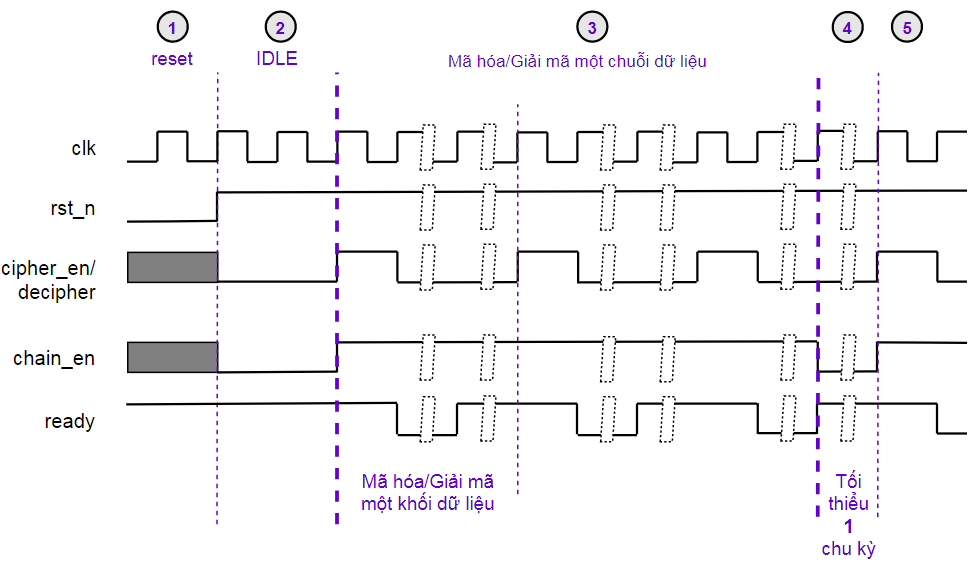 1
2
3
4
5
reset
IDLE
Mã hóa/Giải mã một chuỗi dữ liệu
clk
rst_n
cipher_en/
decipher
chain_en
ready
Mã hóa/Giải mã
một khối dữ liệu
Tối
thiểu
1
chu kỳ